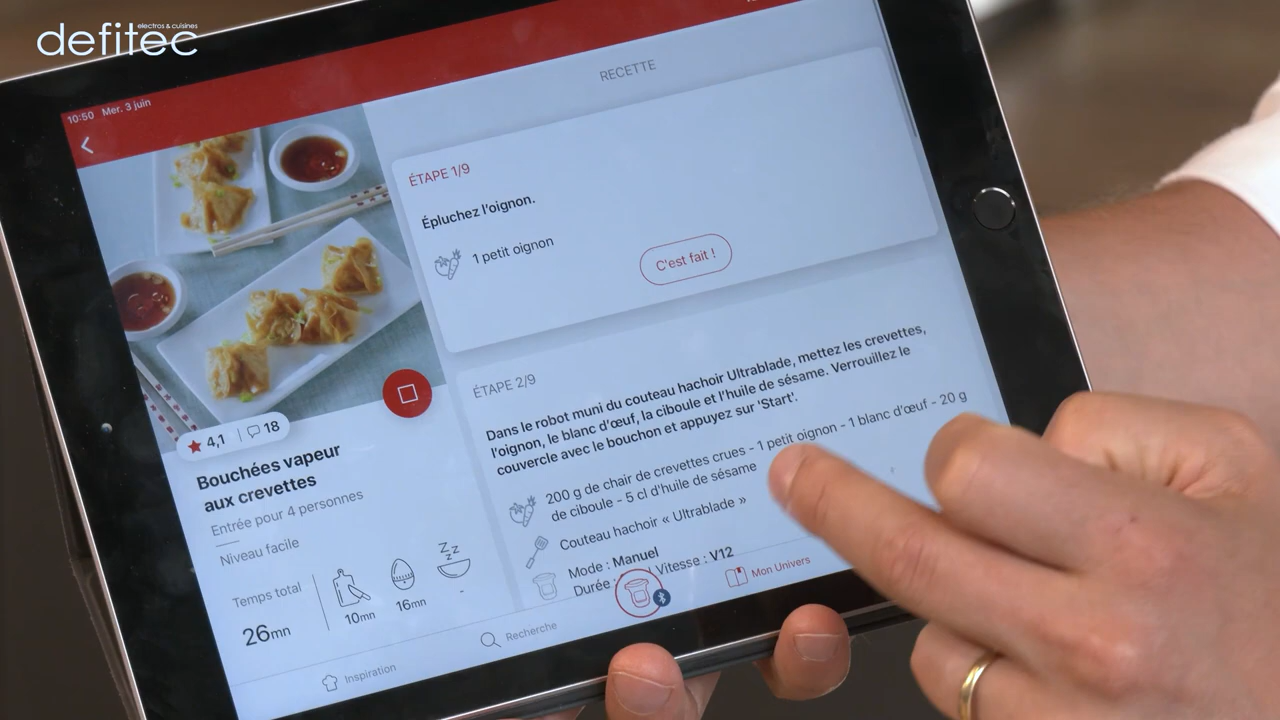 electros & cuisines
defitec
10:50 Mer. 3 juin
RECETTE
ÉTAPE 1/9
Épluchez l'oignon.
1 petit oignon
C'est fait !
4,1 | 18
Bouchées vapeur
aux crevettes
Entrée pour 4 personnes
Niveau facile
Temps total
26mn
10mn
16mn
-
ÉTAPE 2/9
Dans le robot muni du couteau hachoir Ultrablade, mettez les crevettes,
l'oignon, le blanc d'œuf, la ciboule et l'huile de sésame. Verrouillez le
couvercle avec le bouchon et appuyez sur 'Start'.
200 g de chair de crevettes crues - 1 petit oignon - 1 blanc d'œuf - 20 g
de ciboule - 5 cl d'huile de sésame
Couteau hachoir « Ultrablade »
Mode : Manuel
Durée : | Vitesse : V12
Inspiration
Recherche
Mon Univers